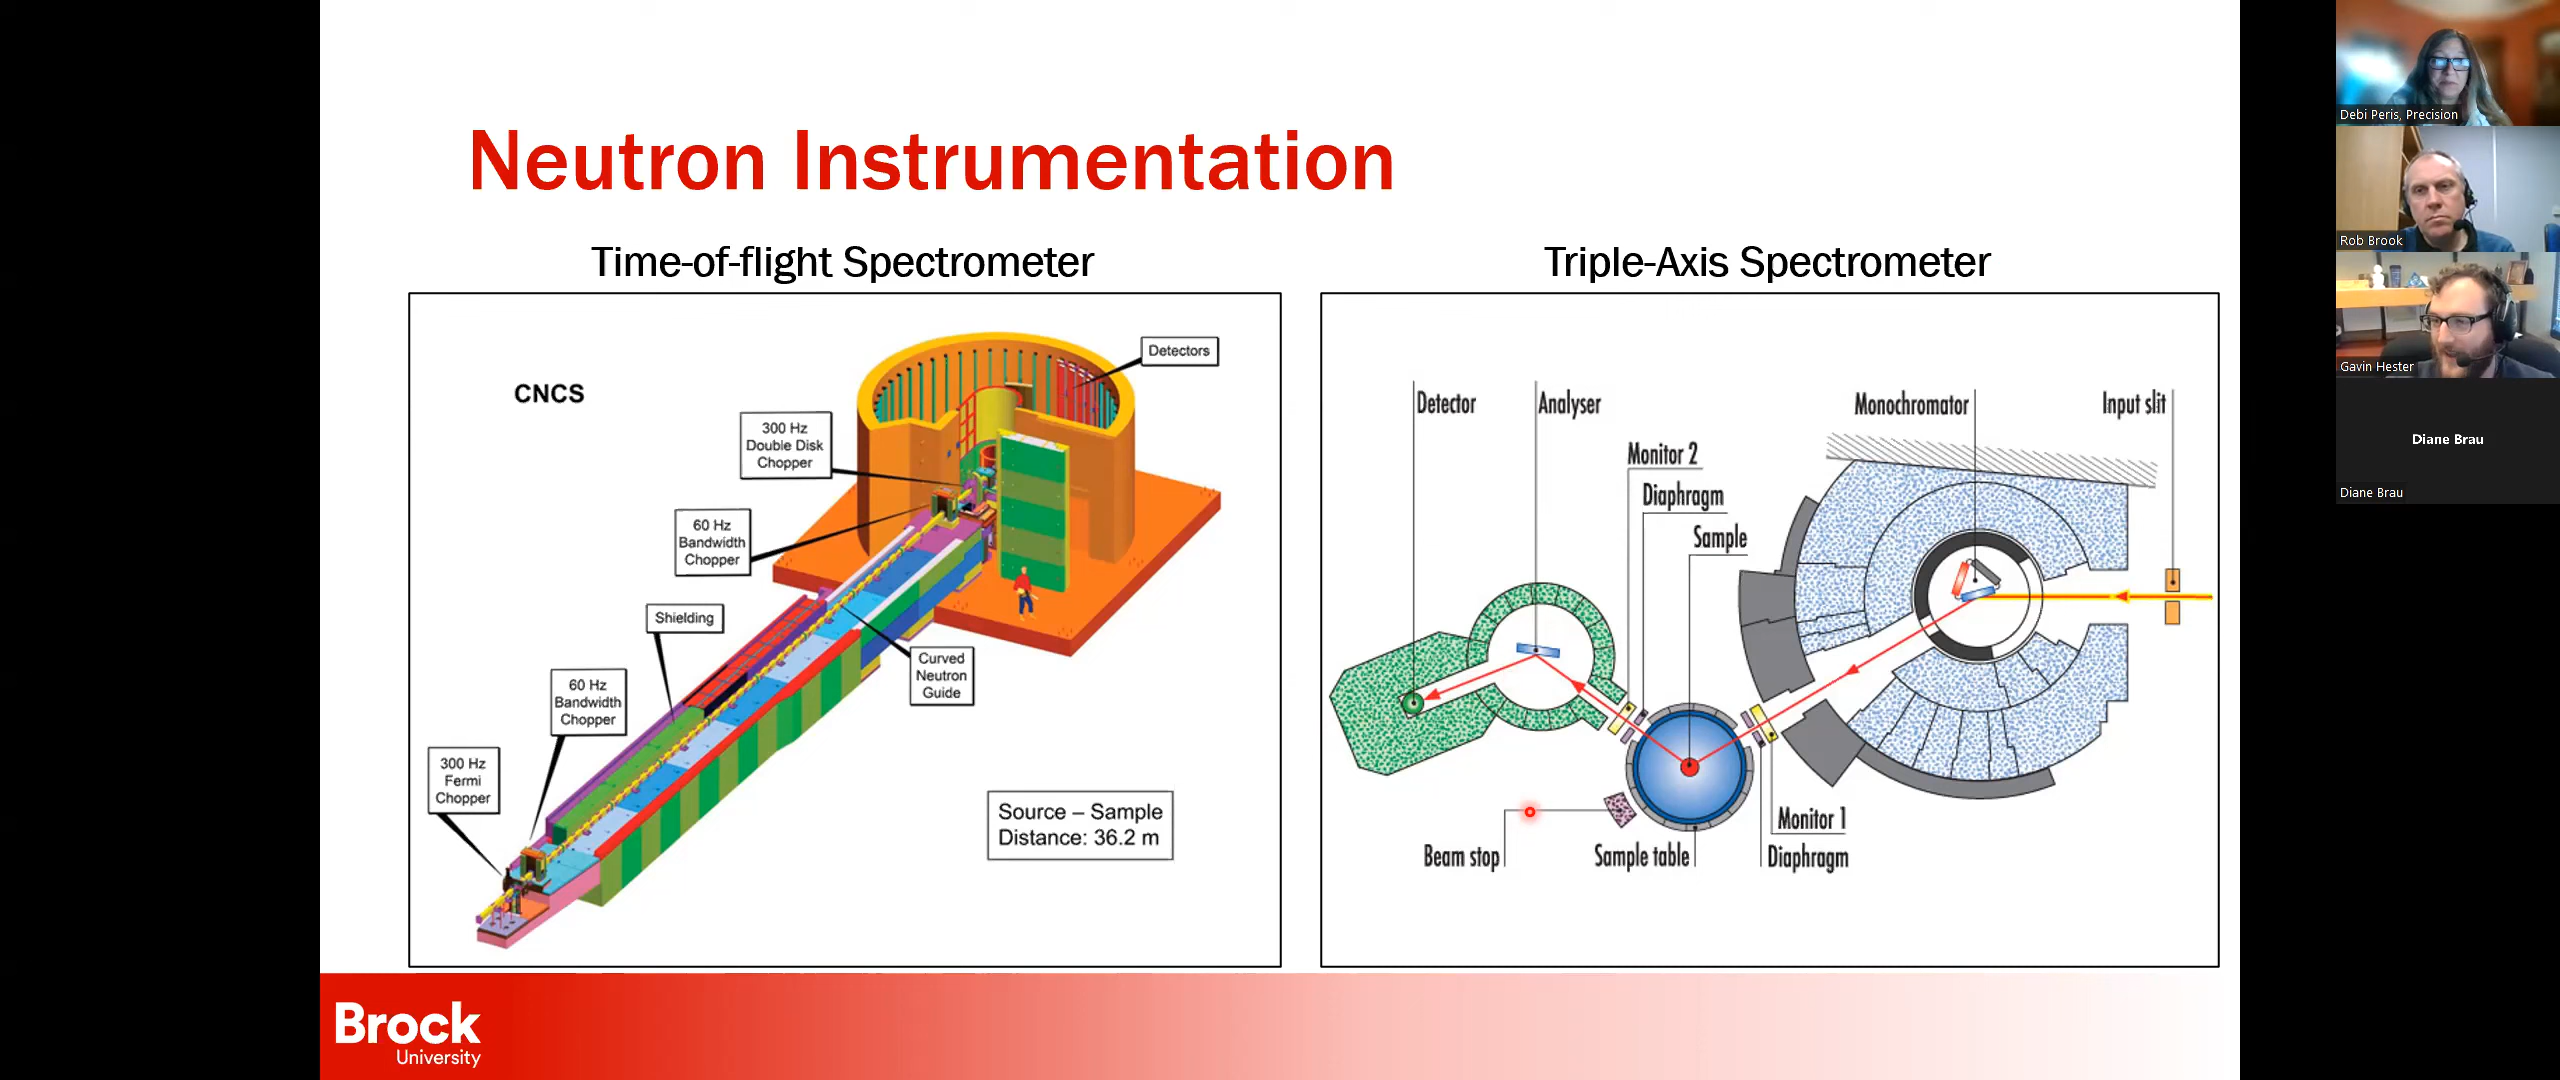 Neutron Instrumentation
Time-of-flight Spectrometer
CNCS
Detectors
300 Hz
Double Disk
Chopper
60 Hz
Bandwidth
Chopper
Shielding
60 Hz
Bandwidth
Chopper
300 Hz
Fermi
Chopper
Curved
Neutron
Guide
Source – Sample
Distance: 36.2 m
Triple-Axis Spectrometer
Detector
Analyser
Monochromator
Input slit
Monitor 2
Diaphragm
Sample
Monitor 1
Beam stop
Sample table
Diaphragm
Brock
University
Debi Peris, Precision
Rob Brook
Gavin Hester
Diane Brau
Diane Brau